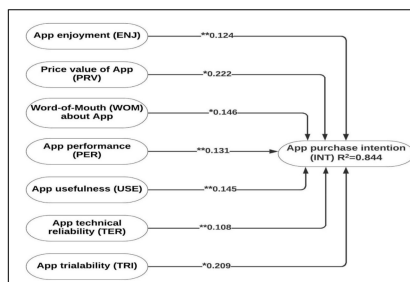 App enjoyment (ENJ)
**0.124
Price value of App
(PRV)
*0.222
Word-of-Mouth (WOM)
about App
*0.146
App performance
(PER)
**0.131
App purchase intention
(INT) R²=0.844
App usefulness (USE)
**0.145
App technical
reliability (TER)
**0.108
App trialability (TRI)
*0.209